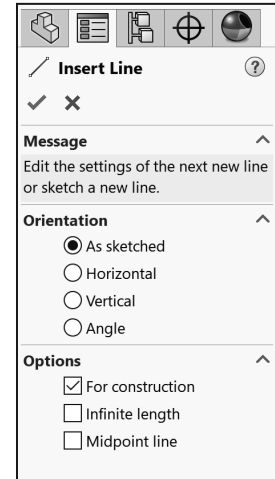 Insert Line
?
Message
Edit the settings of the next new line
or sketch a new line.
Orientation
As sketched
Horizontal
Vertical
Angle
Options
For construction
Infinite length
Midpoint line